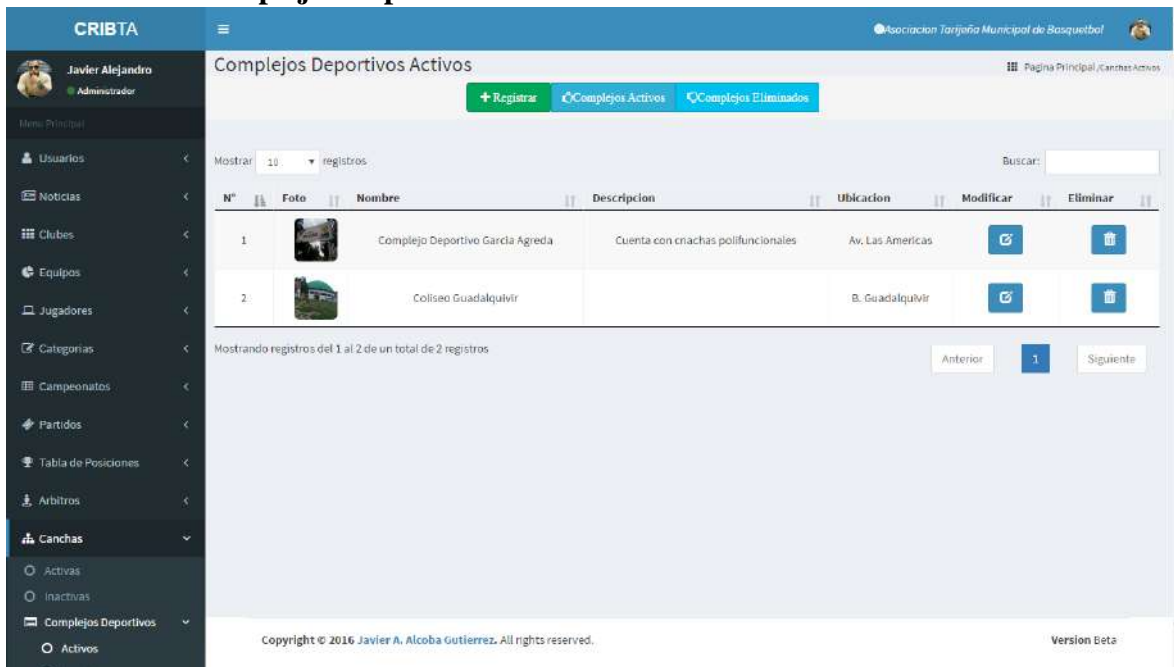 CRIBTA
Asociacion Tarijeña Municipal de Basquetbol
Javier Alejandro
Administrador
Menu Principal
Usuarios
Noticias
Clubes
Equipos
Jugadores
Categorias
Campeonatos
Partidos
Tabla de Posiciones
Arbitros
Canchas
Activas
Inactivas
Complejos Deportivos
Activos
Complejos Deportivos Activos
Pagina Principal /Canchas Activas
+ Registrar Complejos Activos Complejos Eliminados
Mostrar 10 registros Buscar:
N° Foto Nombre Descripcion Ubicacion Modificar Eliminar
1 Complejo Deportivo Garcia Agreda Cuenta con cnachas polifuncionales Av. Las Americas
2 Coliseo Guadalquivir B. Guadalquivir
Mostrando registros del 1 al 2 de un total de 2 registros
Anterior 1 Siguiente
Copyright © 2016 Javier A. Alcoba Gutierrez. All rights reserved. Version Beta